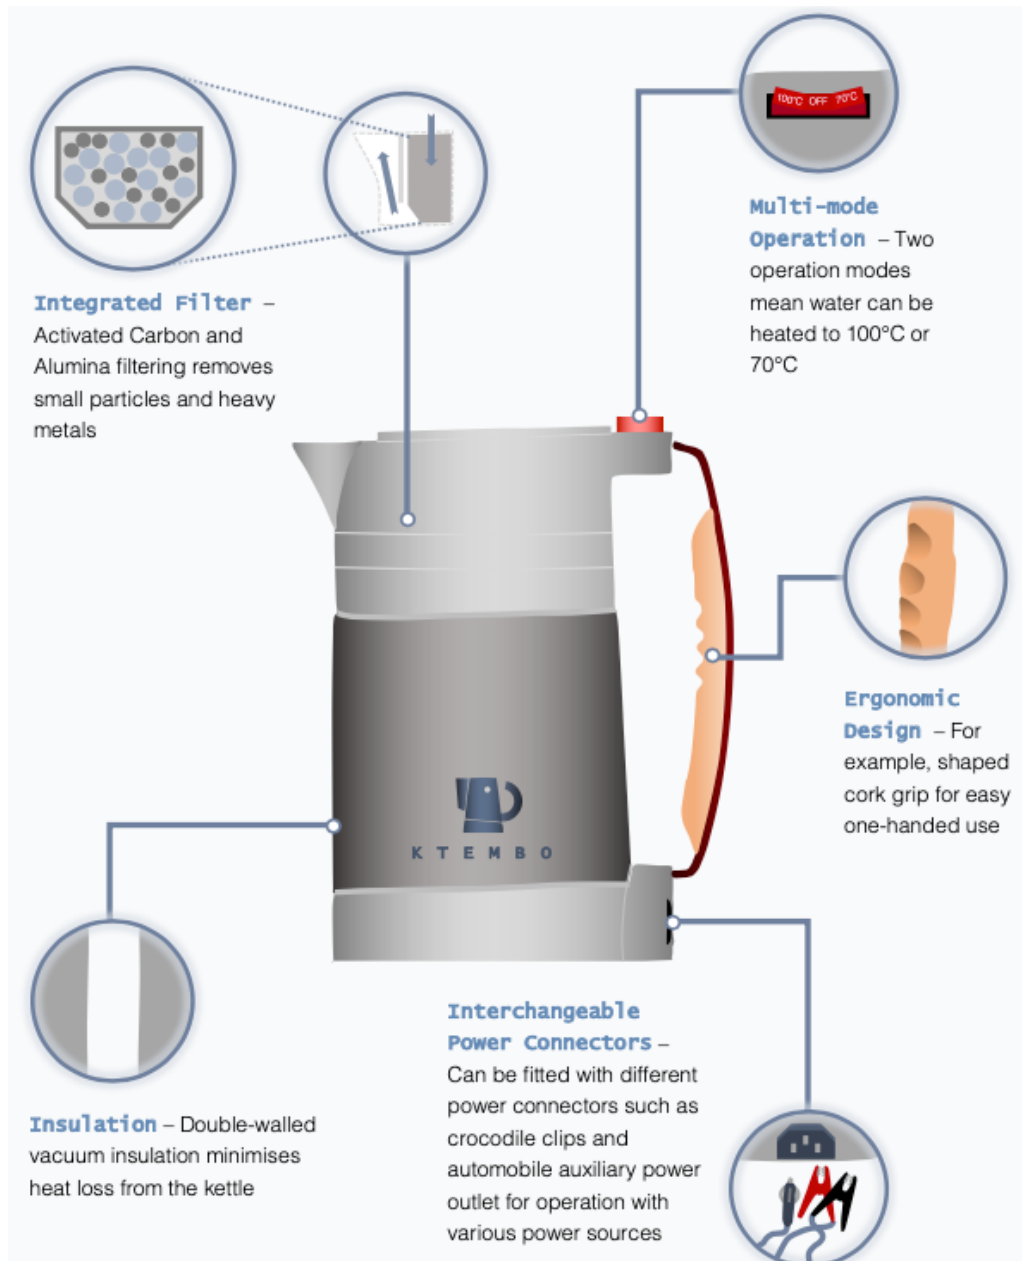 100°C OFF 70°C
Multi-mode
Operation – Two
operation modes
mean water can be
heated to 100°C or
70°C
Integrated Filter –
Activated Carbon and
Alumina filtering removes
small particles and heavy
metals
Ergonomic
Design – For
example, shaped
cork grip for easy
one-handed use
KTEMBO
Interchangeable
Power Connectors –
Can be fitted with different
power connectors such as
crocodile clips and
automobile auxiliary power
outlet for operation with
various power sources
Insulation – Double-walled
vacuum insulation minimises
heat loss from the kettle